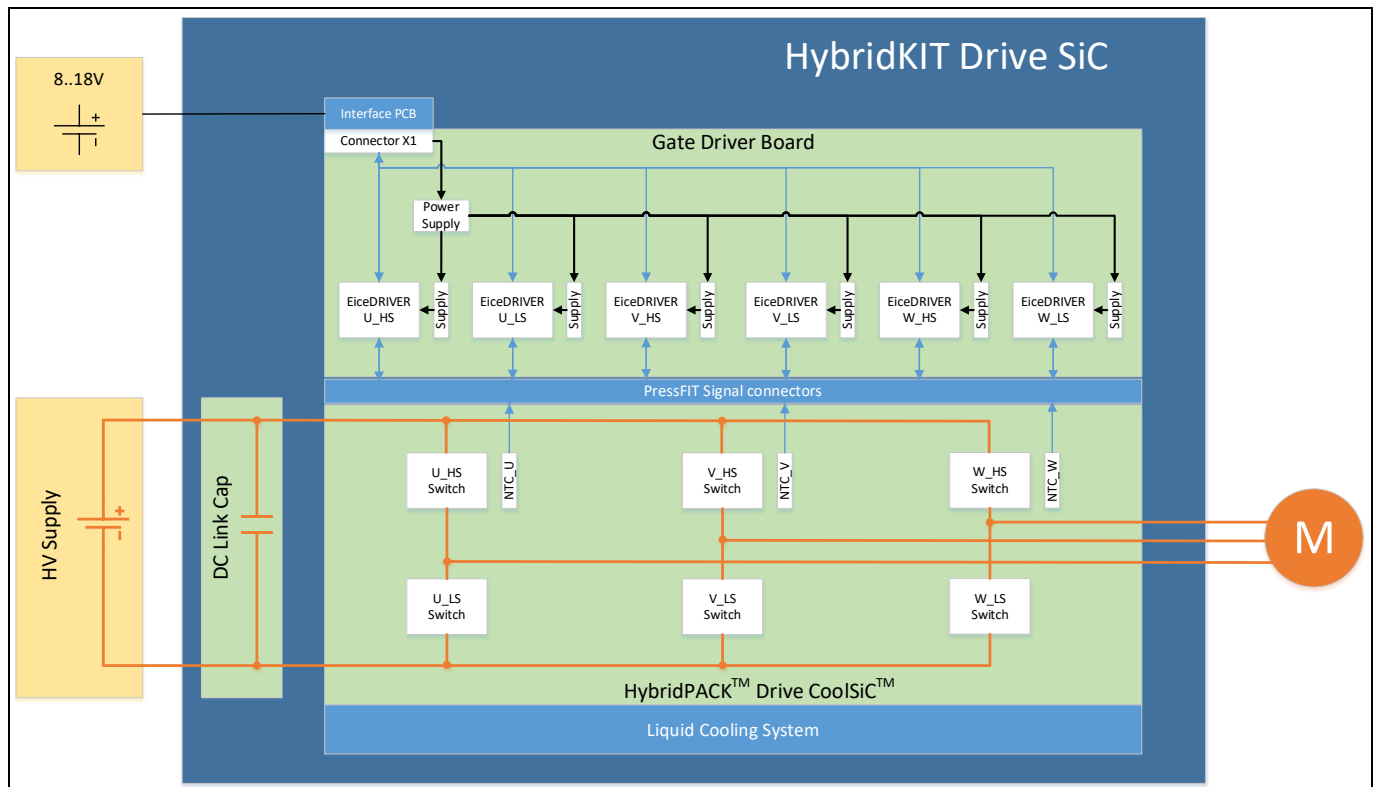 HybridKIT Drive SiC
8..18V
+
−
Interface PCB
Connector X1
Gate Driver Board
Power
Supply
EiceDRIVER
U_HS
Supply
EiceDRIVER
U_LS
Supply
EiceDRIVER
V_HS
Supply
EiceDRIVER
V_LS
Supply
EiceDRIVER
W_HS
Supply
EiceDRIVER
W_LS
Supply
PressFIT Signal connectors
HV Supply
+
−
DC Link Cap
U_HS
Switch
NTC_U
V_HS
Switch
NTC_V
W_HS
Switch
NTC_W
M
U_LS
Switch
V_LS
Switch
W_LS
Switch
HybridPACK™ Drive CoolSiC™
Liquid Cooling System